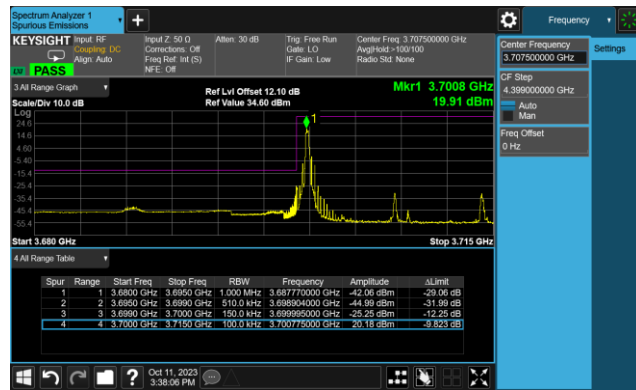 Spectrum Analyzer 1
Spurious Emissions
Frequency
KEYSIGHT Input: RF Input Z: 50 Ω Atten: 30 dB Trig: Free Run Center Freq: 3.707500000 GHz
Coupling: DC Corrections: Off Gate: LO Avg|Hold:>100/100
Align: Auto Freq Ref: Int (S) IF Gain: Low Radio Std: None
NFE: Off
PASS
Center Frequency
3.707500000 GHz
Settings
CF Step
4.399000000 GHz
Auto
Man
Freq Offset
0 Hz
3 All Range Graph
Ref Lvl Offset 12.10 dB Mkr1 3.7008 GHz
Scale/Div 10.0 dB Ref Value 34.60 dBm 19.91 dBm
Log
1
24.6
14.6
4.60
-5.40
-15.4
-25.4
-35.4
-45.4
-55.4
Start 3.680 GHz Stop 3.715 GHz
4 All Range Table
Spur Range Start Freq Stop Freq RBW Frequency Amplitude ΔLimit
1 1 3.6800 GHz 3.6950 GHz 1.000 MHz 3.687770000 GHz -42.06 dBm -29.06 dB
2 2 3.6950 GHz 3.6990 GHz 510.0 kHz 3.698904000 GHz -44.99 dBm -31.99 dB
3 3 3.6990 GHz 3.7000 GHz 150.0 kHz 3.699995000 GHz -25.25 dBm -12.25 dB
4 4 3.7000 GHz 3.7150 GHz 100.0 kHz 3.700775000 GHz 20.18 dBm -9.823 dB
? Oct 11, 2023
3:38:06 PM